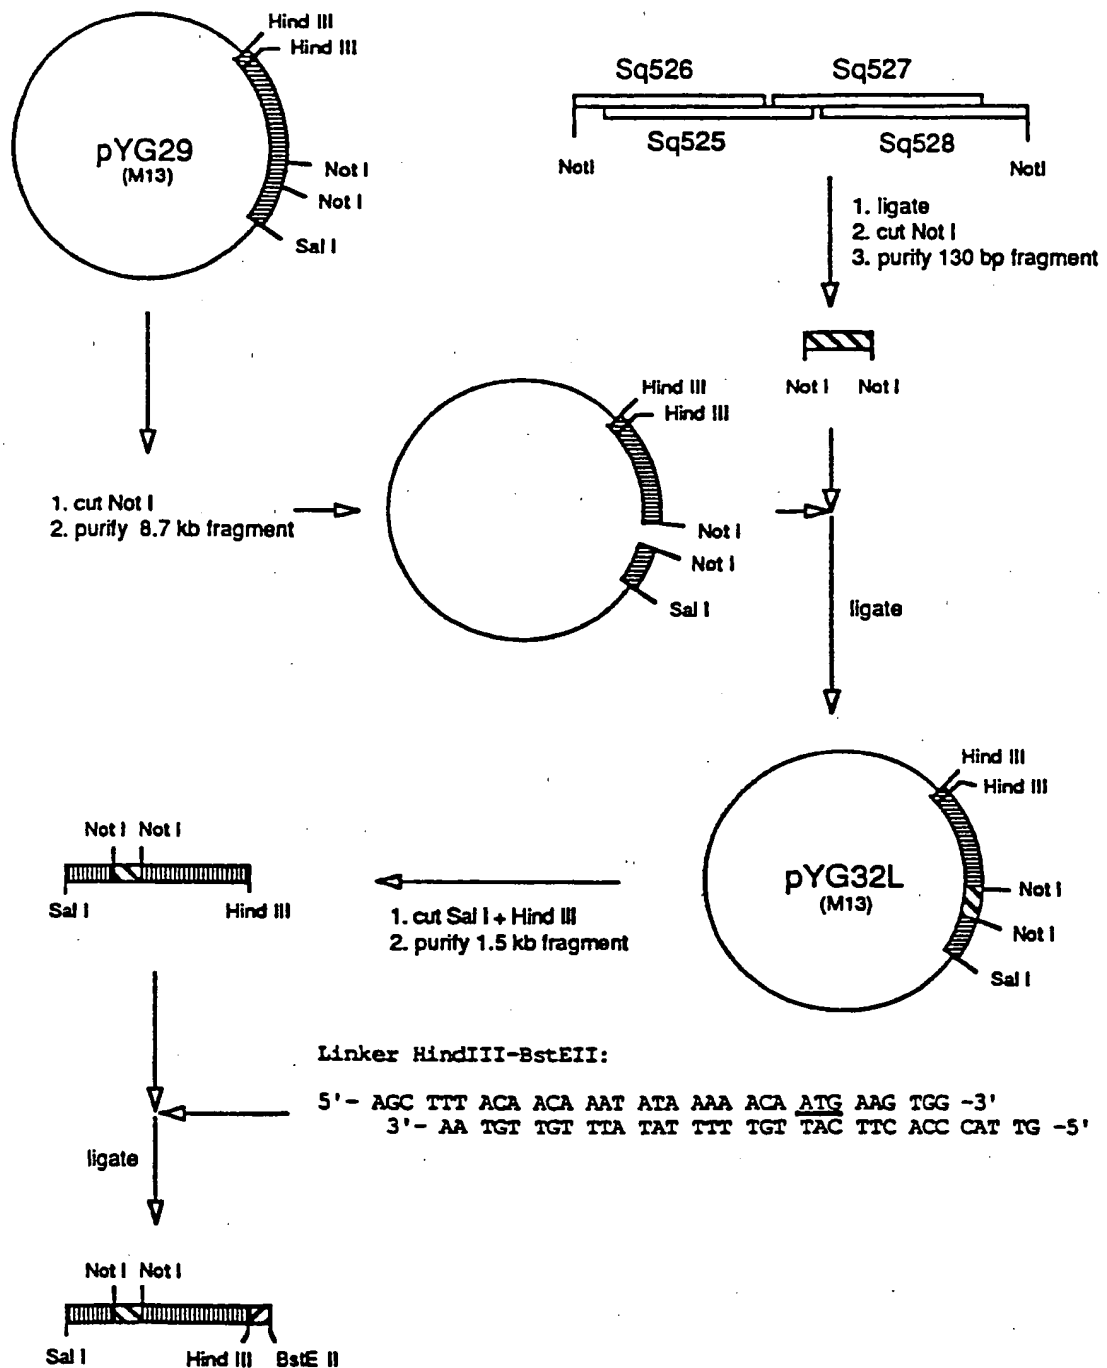 Hind III
Hind III
pYG29
(M13)
Not I
Not I
Sal I
Sq526
Sq527
Sq525
Sq528
NotI
NotI
1. ligate
2. cut Not I
3. purify 130 bp fragment
Not I
Not I
1. cut Not I
2. purify 8.7 kb fragment
Hind III
Hind III
Not I
Not I
Sal I
ligate
Hind III
Hind III
pYG32L
(M13)
Not I
Not I
Sal I
1. cut Sal I + Hind III
2. purify 1.5 kb fragment
Not I Not I
Sal I
Hind III
Linker HindIII-BstEII:
5'- AGC TTT ACA ACA AAT ATA AAA ACA ATG AAG TGG -3'
3'- AA TGT TGT TTA TAT TTT TGT TAC TTC ACC CAT TG -5'
ligate
Not I Not I
Sal I
Hind III
BstE II